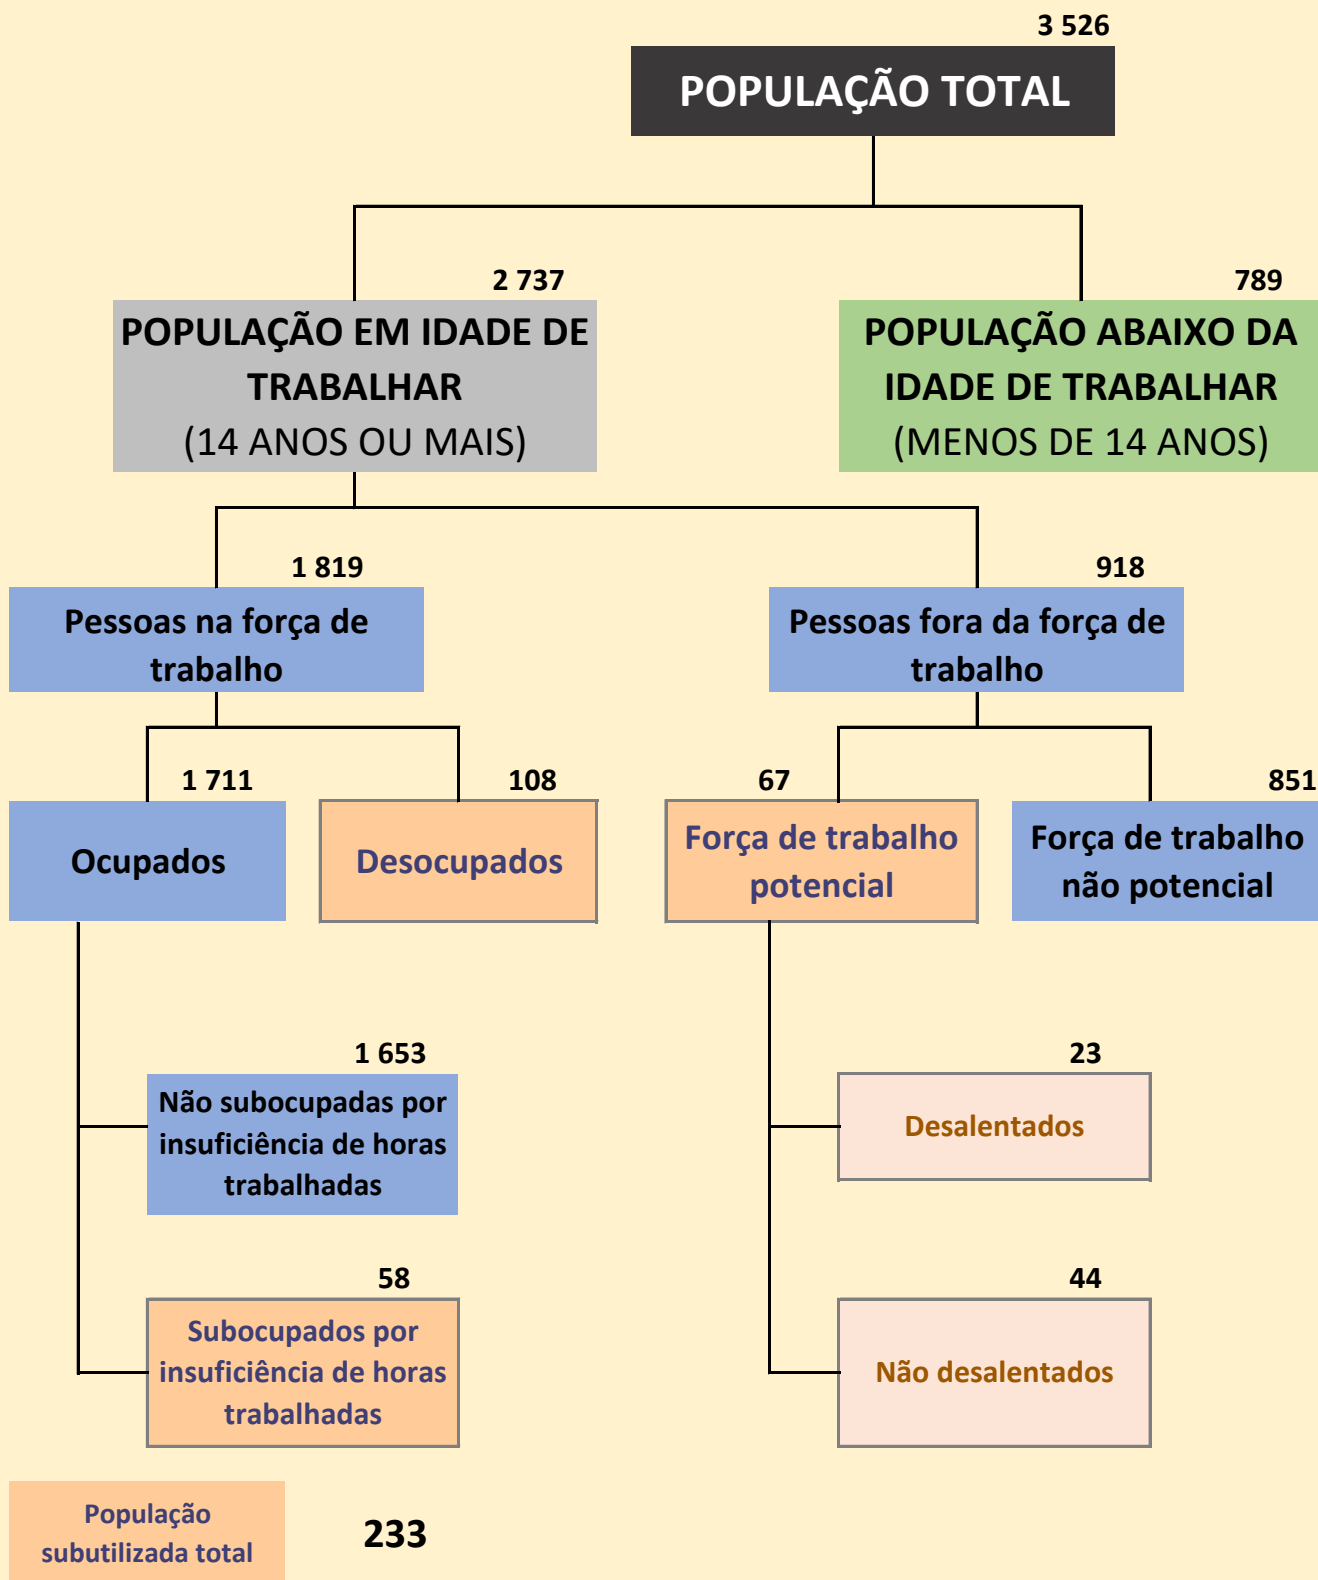 3 526
POPULAÇÃO TOTAL
2 737
POPULAÇÃO EM IDADE DE
TRABALHAR
(14 ANOS OU MAIS)
789
POPULAÇÃO ABAIXO DA
IDADE DE TRABALHAR
(MENOS DE 14 ANOS)
1 819
Pessoas na força de
trabalho
918
Pessoas fora da força de
trabalho
1 711
Ocupados
108
Desocupados
67
Força de trabalho
potencial
851
Força de trabalho
não potencial
1 653
Não subocupadas por
insuficiência de horas
trabalhadas
23
Desalentados
58
Subocupados por
insuficiência de horas
trabalhadas
44
Não desalentados
População
subutilizada total
233